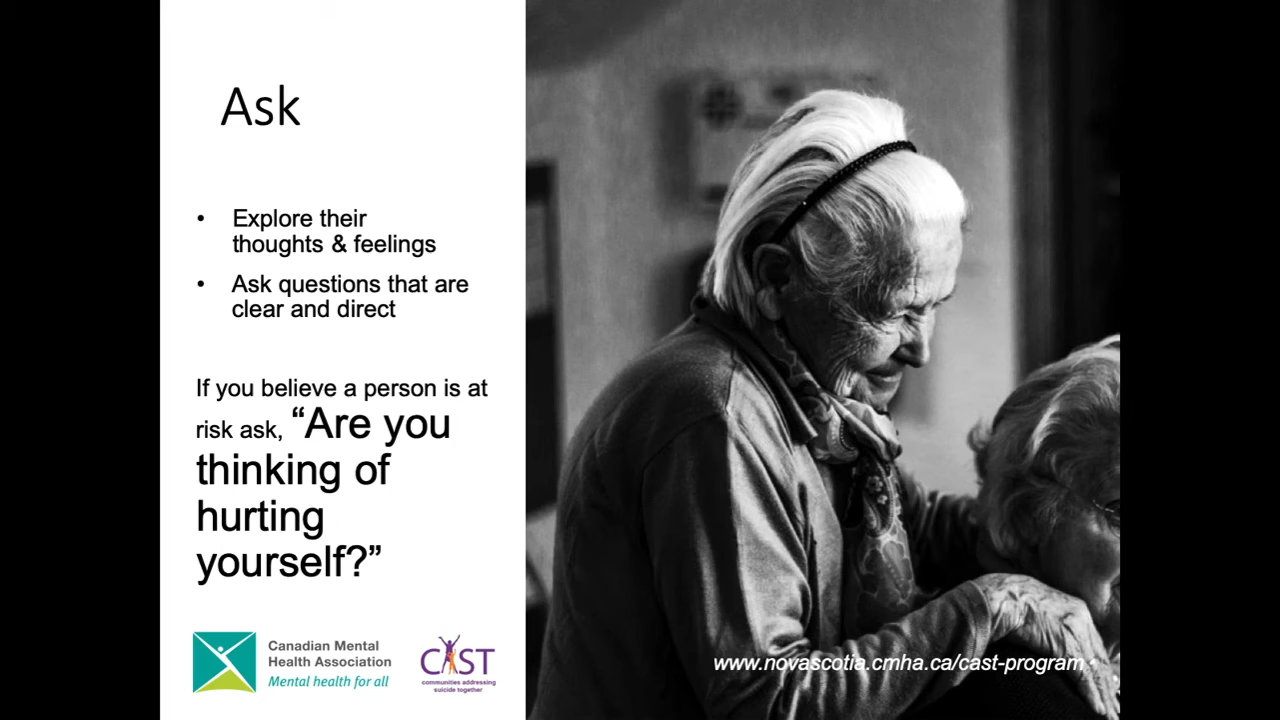 Ask
• Explore their
thoughts & feelings
• Ask questions that are
clear and direct
If you believe a person is at
risk ask, “Are you
thinking of
hurting
yourself?”
Canadian Mental
Health Association
Mental health for all
CAST
communities addressing
suicide together
www.novascotia.cmha.ca/cast-program